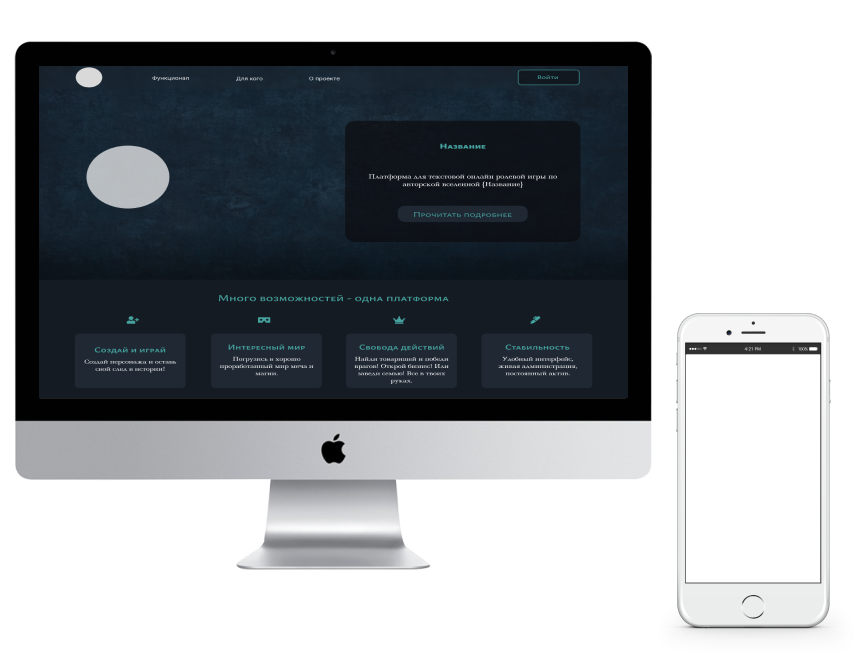 Функционал
Для кого
О проекте
Войти
Название
Платформа для текстовой онлайн ролевой игры по
авторской вселенной (Название)
Прочитать подробнее
Много возможностей - одна платформа
Создай и играй
Создай персонажа и оставь
свой след в истории!
Интересный мир
Погрузись в хорошо
проработанный мир меча и
магии.
Свобода действий
Найди товарищей и победи
врагов! Открой бизнес! Или
заведи семью! Все в твоих
руках.
Стабильность
Удобный интерфейс,
живая администрация,
постоянный актив.
4:21 PM
100%